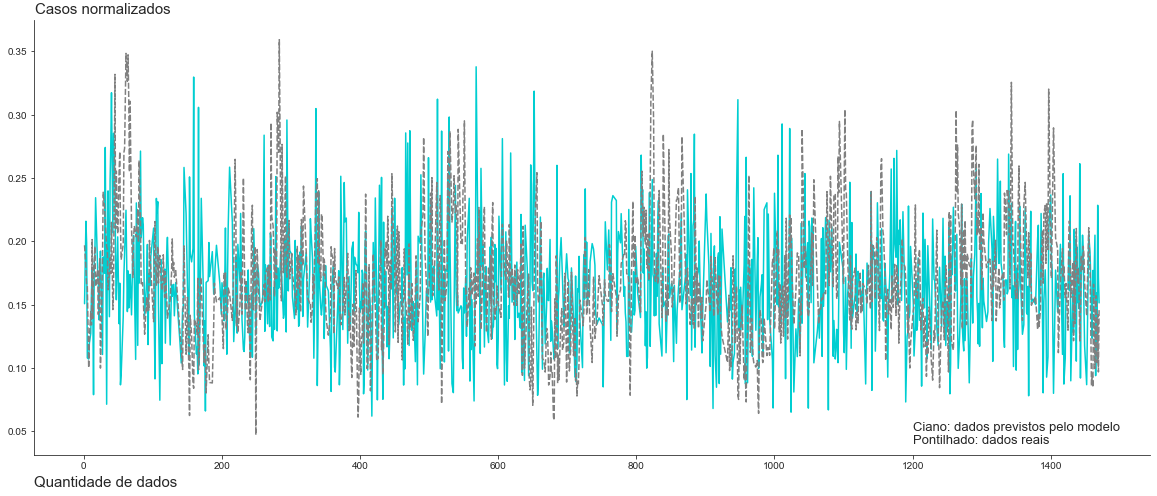 Casos normalizados
0.35
0.30
0.25
0.20
0.15
0.10
0.05
Ciano: dados previstos pelo modelo
Pontilhado: dados reais
0 200 400 600 800 1000 1200 1400
Quantidade de dados